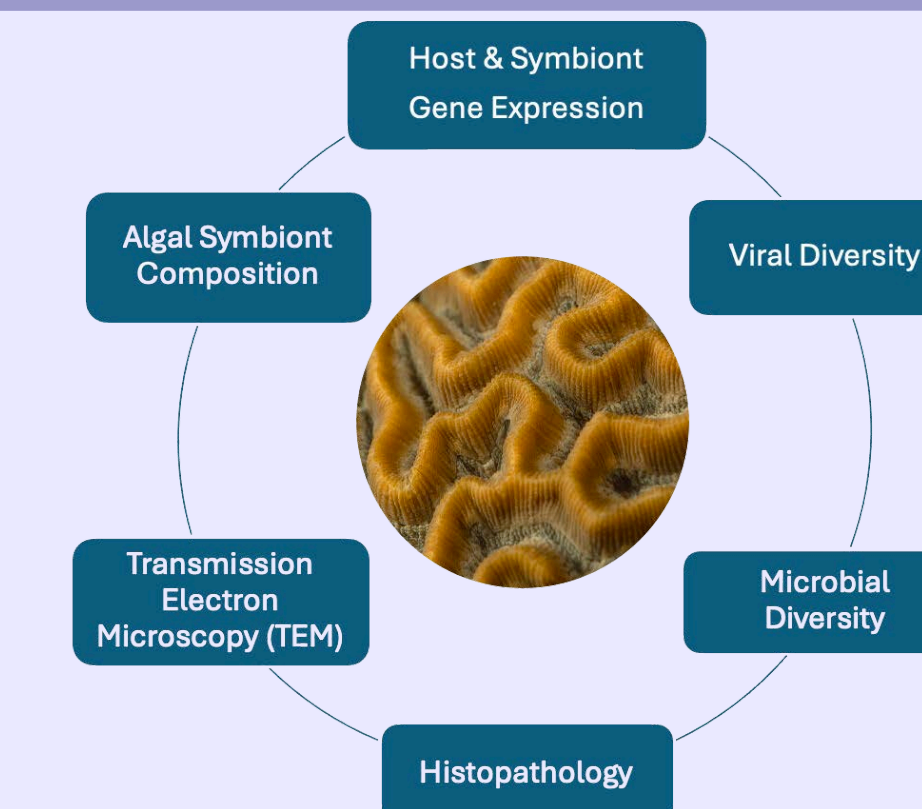 Host & Symbiont
Gene Expression
Algal Symbiont
Composition
Viral Diversity
Transmission
Electron
Microscopy (TEM)
Microbial
Diversity
Histopathology